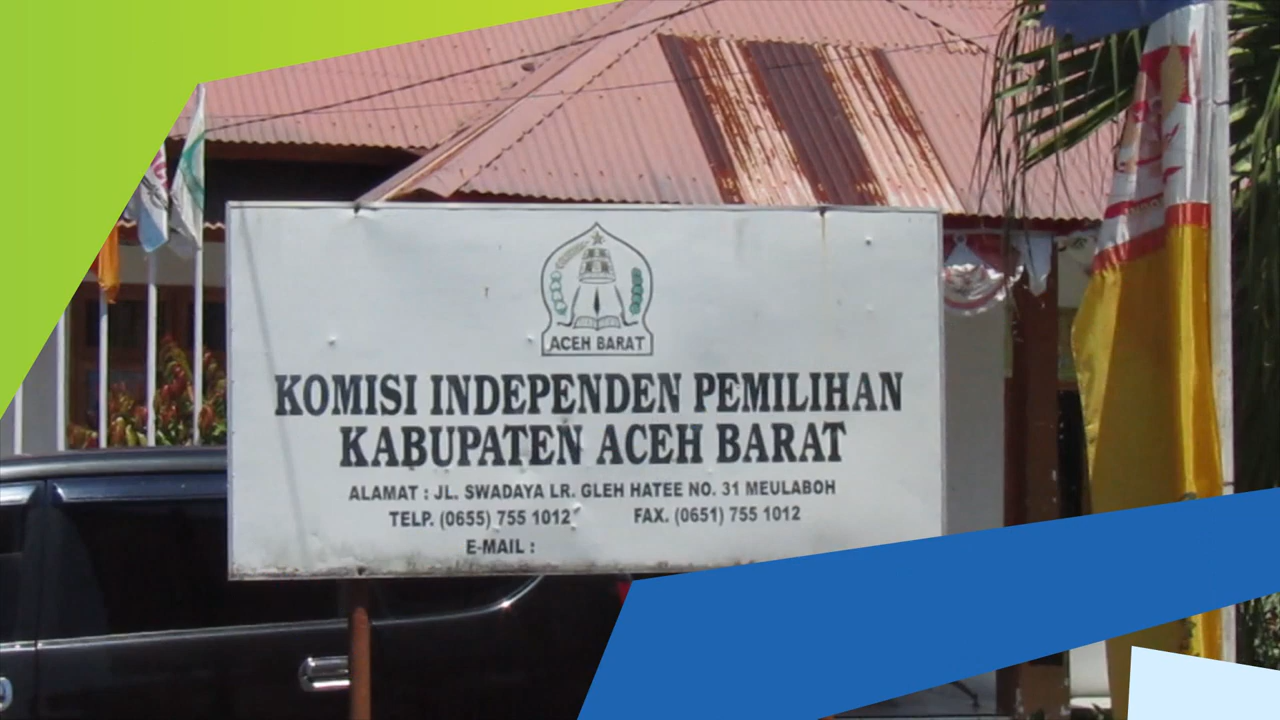 ACEH BARAT
KOMISI INDEPENDEN PEMILIHAN
KABUPATEN ACEH BARAT
ALAMAT : JL. SWADAYA LR. GLEH HATEE NO. 31 MEULABOH
TELP. (0655) 755 1012 FAX. (0651) 755 1012
E-MAIL :